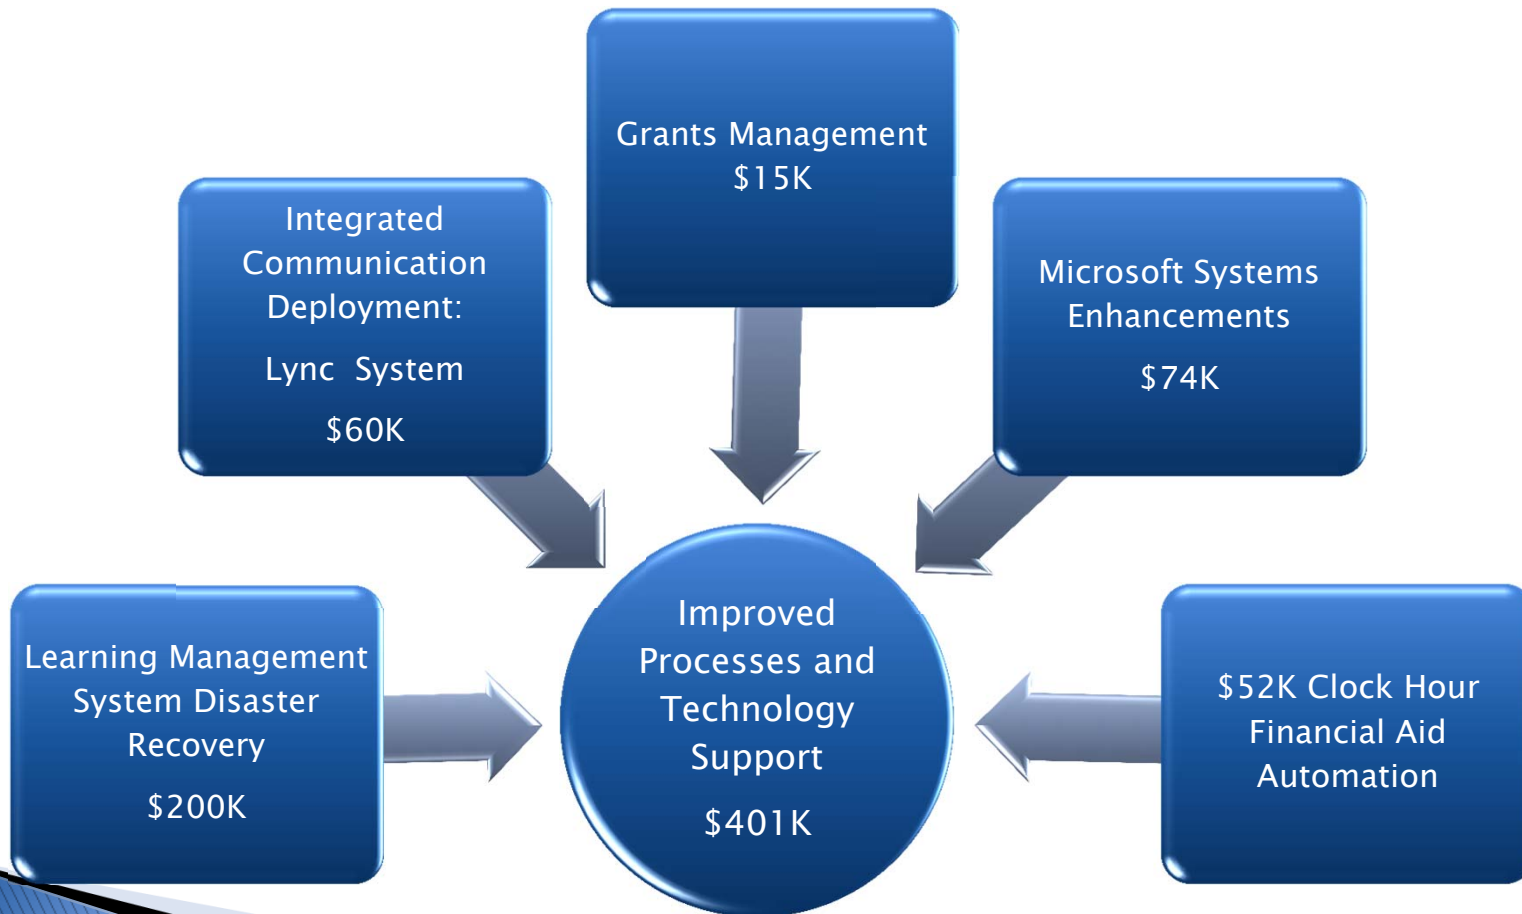 Grants Management
$15K
Integrated
Communication
Deployment:
Lync  System
$60K
Microsoft Systems
Enhancements
$74K
Learning Management
System Disaster
Recovery
$200K
Improved
Processes and
Technology
Support
$401K
$52K Clock Hour
Financial Aid
Automation